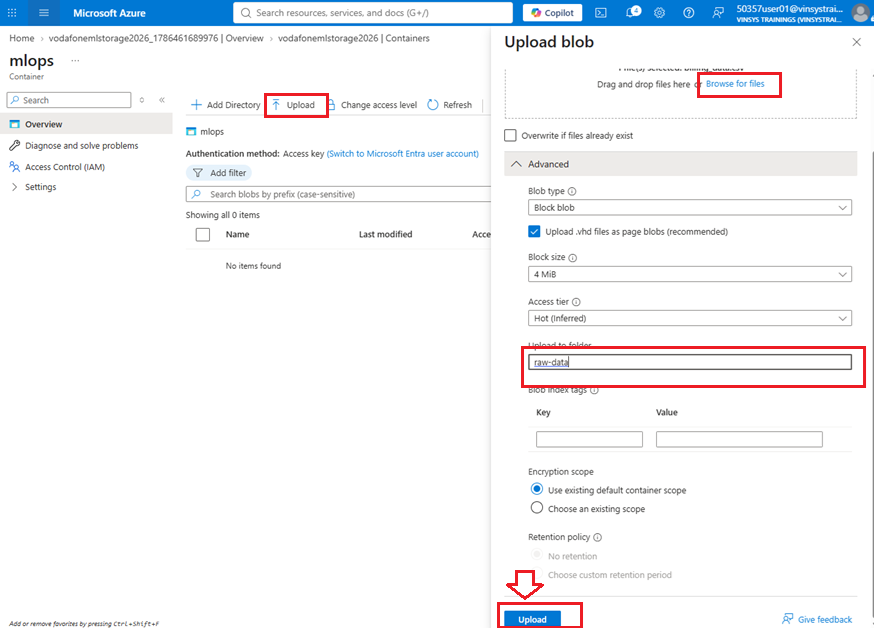 Microsoft Azure
Search resources, services, and docs (G+/)
Copilot
4
50357user01@vinsystrai...
VINSYS TRAININGS (VINSYSTRAI...
Home > vodafonemlstorage2026_1786461689976 | Overview > vodafonemlstorage2026 | Containers >
mlops
...
Container
Search
Overview
Diagnose and solve problems
Access Control (IAM)
Settings
Add Directory
Upload
Change access level
Refresh
mlops
Authentication method: Access key (Switch to Microsoft Entra user account)
Add filter
Search blobs by prefix (case-sensitive)
Showing all 0 items
Name
Last modified
Acce
No items found
Add or remove favorites by pressing Ctrl+Shift+F
Upload blob
file(s) selected: billing_data.csv
Drag and drop files here or Browse for files
Overwrite if files already exist
Advanced
Blob type
Block blob
Upload .vhd files as page blobs (recommended)
Block size
4 MiB
Access tier
Hot (Inferred)
Upload to folder
raw-data
Blob index tags
Key
Value
Encryption scope
Use existing default container scope
Choose an existing scope
Retention policy
No retention
Choose custom retention period
Upload
Give feedback